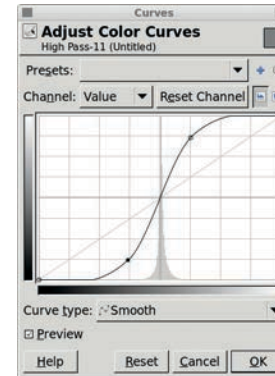 Curves
Adjust Color Curves
High Pass-11 (Untitled)
Presets:
Channel: Value Reset Channel
Curve type: Smooth
Preview
Help Reset Cancel OK